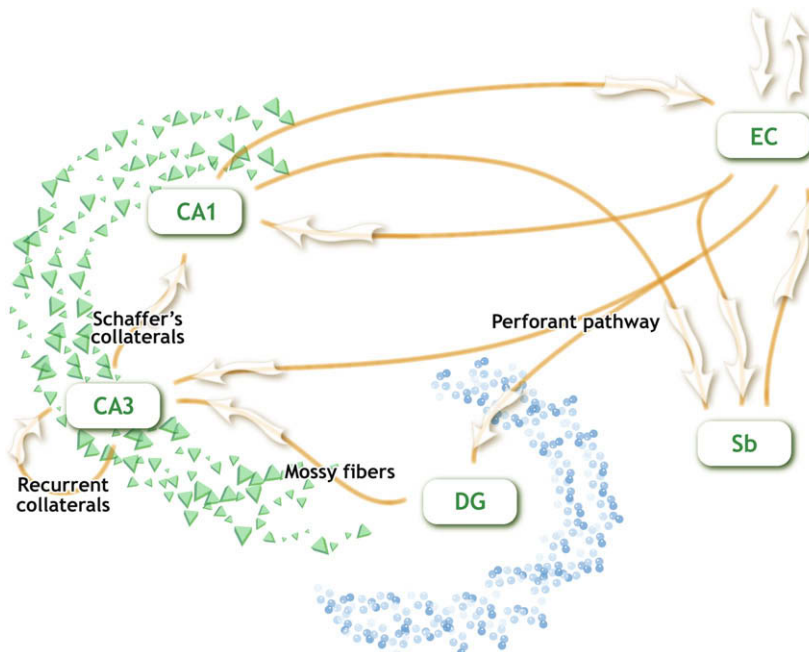 EC
CA1
Schaffer's
collaterals
Perforant pathway
CA3
Sb
Mossy fibers
Recurrent
collaterals
DG